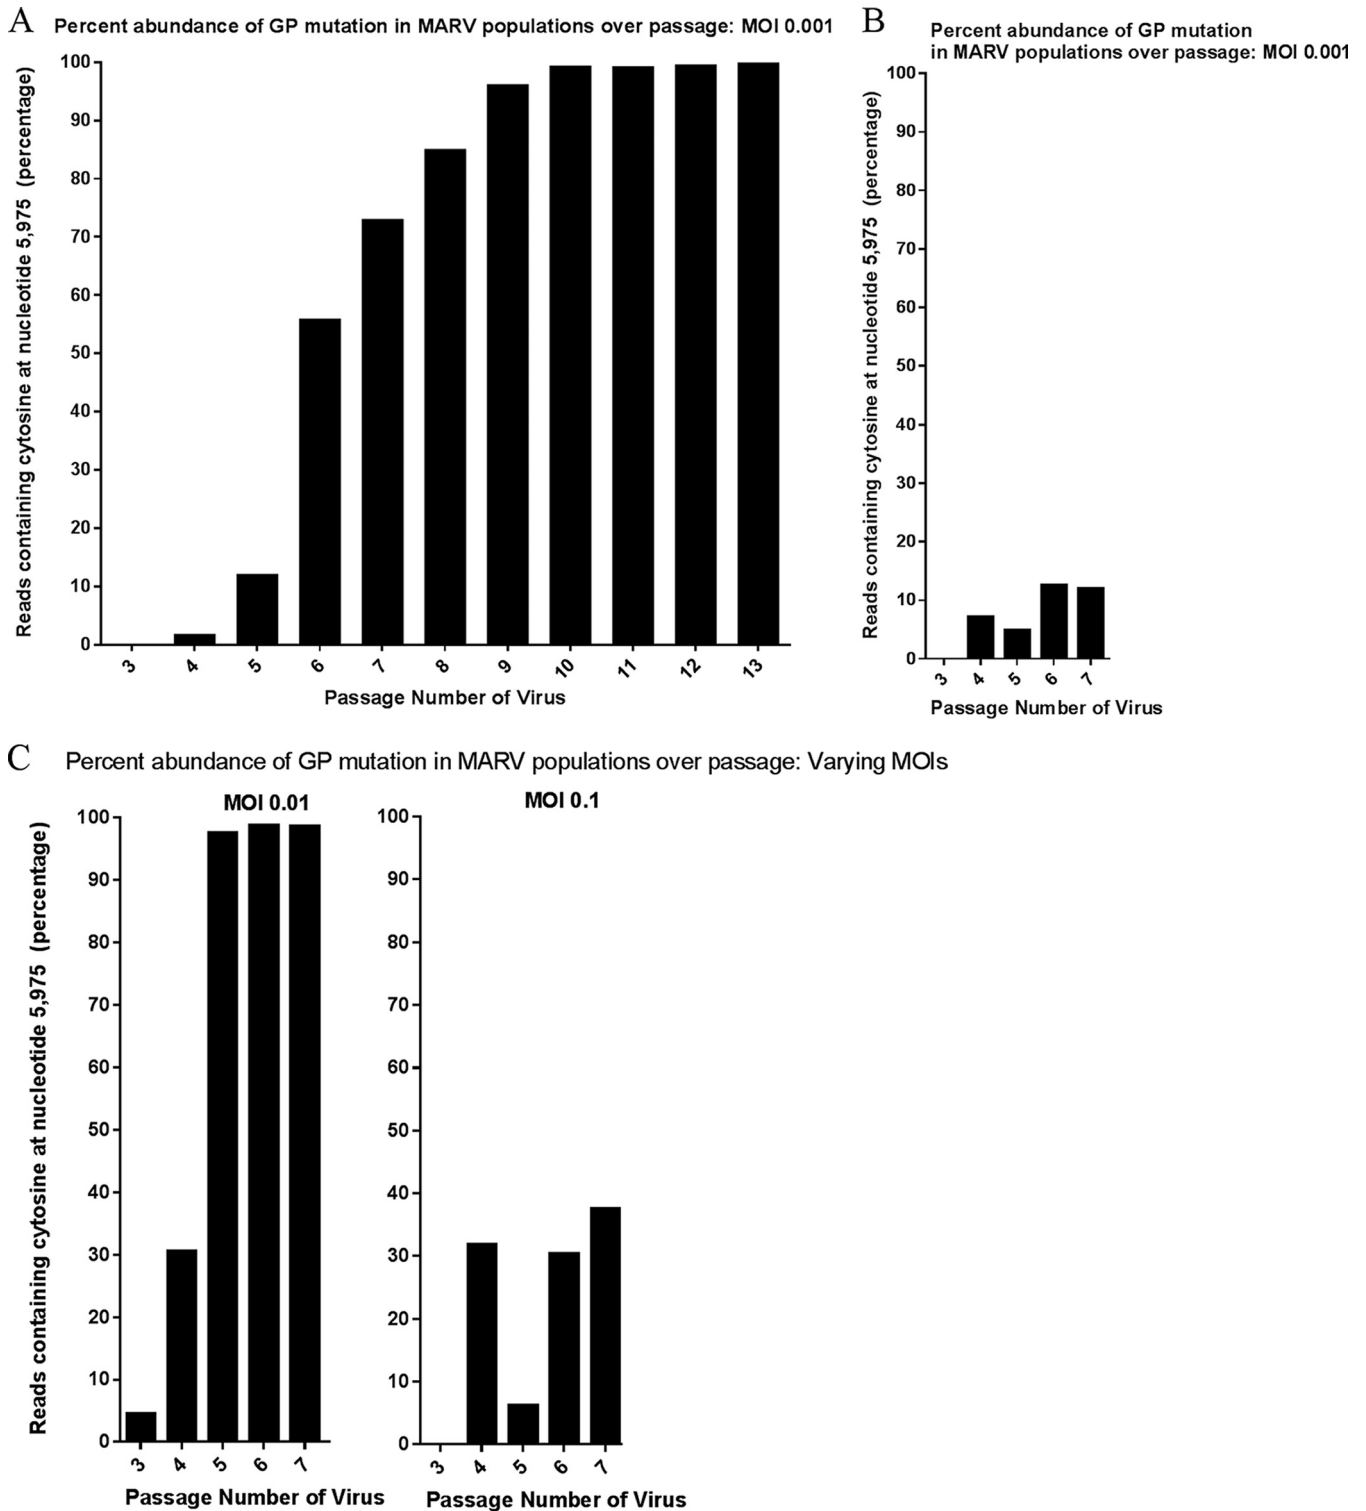 A
Percent abundance of GP mutation in MARV populations over passage: MOI 0.001
Reads containing cytosine at nucleotide 5,975 (percentage)
100
90
80
70
60
50
40
30
20
10
0
3 4 5 6 7 8 9 10 11 12 13
Passage Number of Virus
B
Percent abundance of GP mutation
in MARV populations over passage: MOI 0.001
Reads containing cytosine at nucleotide 5,975 (percentage)
100
90
80
70
60
50
40
30
20
10
0
3 4 5 6 7
Passage Number of Virus
C
Percent abundance of GP mutation in MARV populations over passage: Varying MOIs
MOI 0.01
Reads containing cytosine at nucleotide 5,975 (percentage)
100
90
80
70
60
50
40
30
20
10
0
3 4 5 6 7
Passage Number of Virus
MOI 0.1
100
90
80
70
60
50
40
30
20
10
0
3 4 5 6 7
Passage Number of Virus